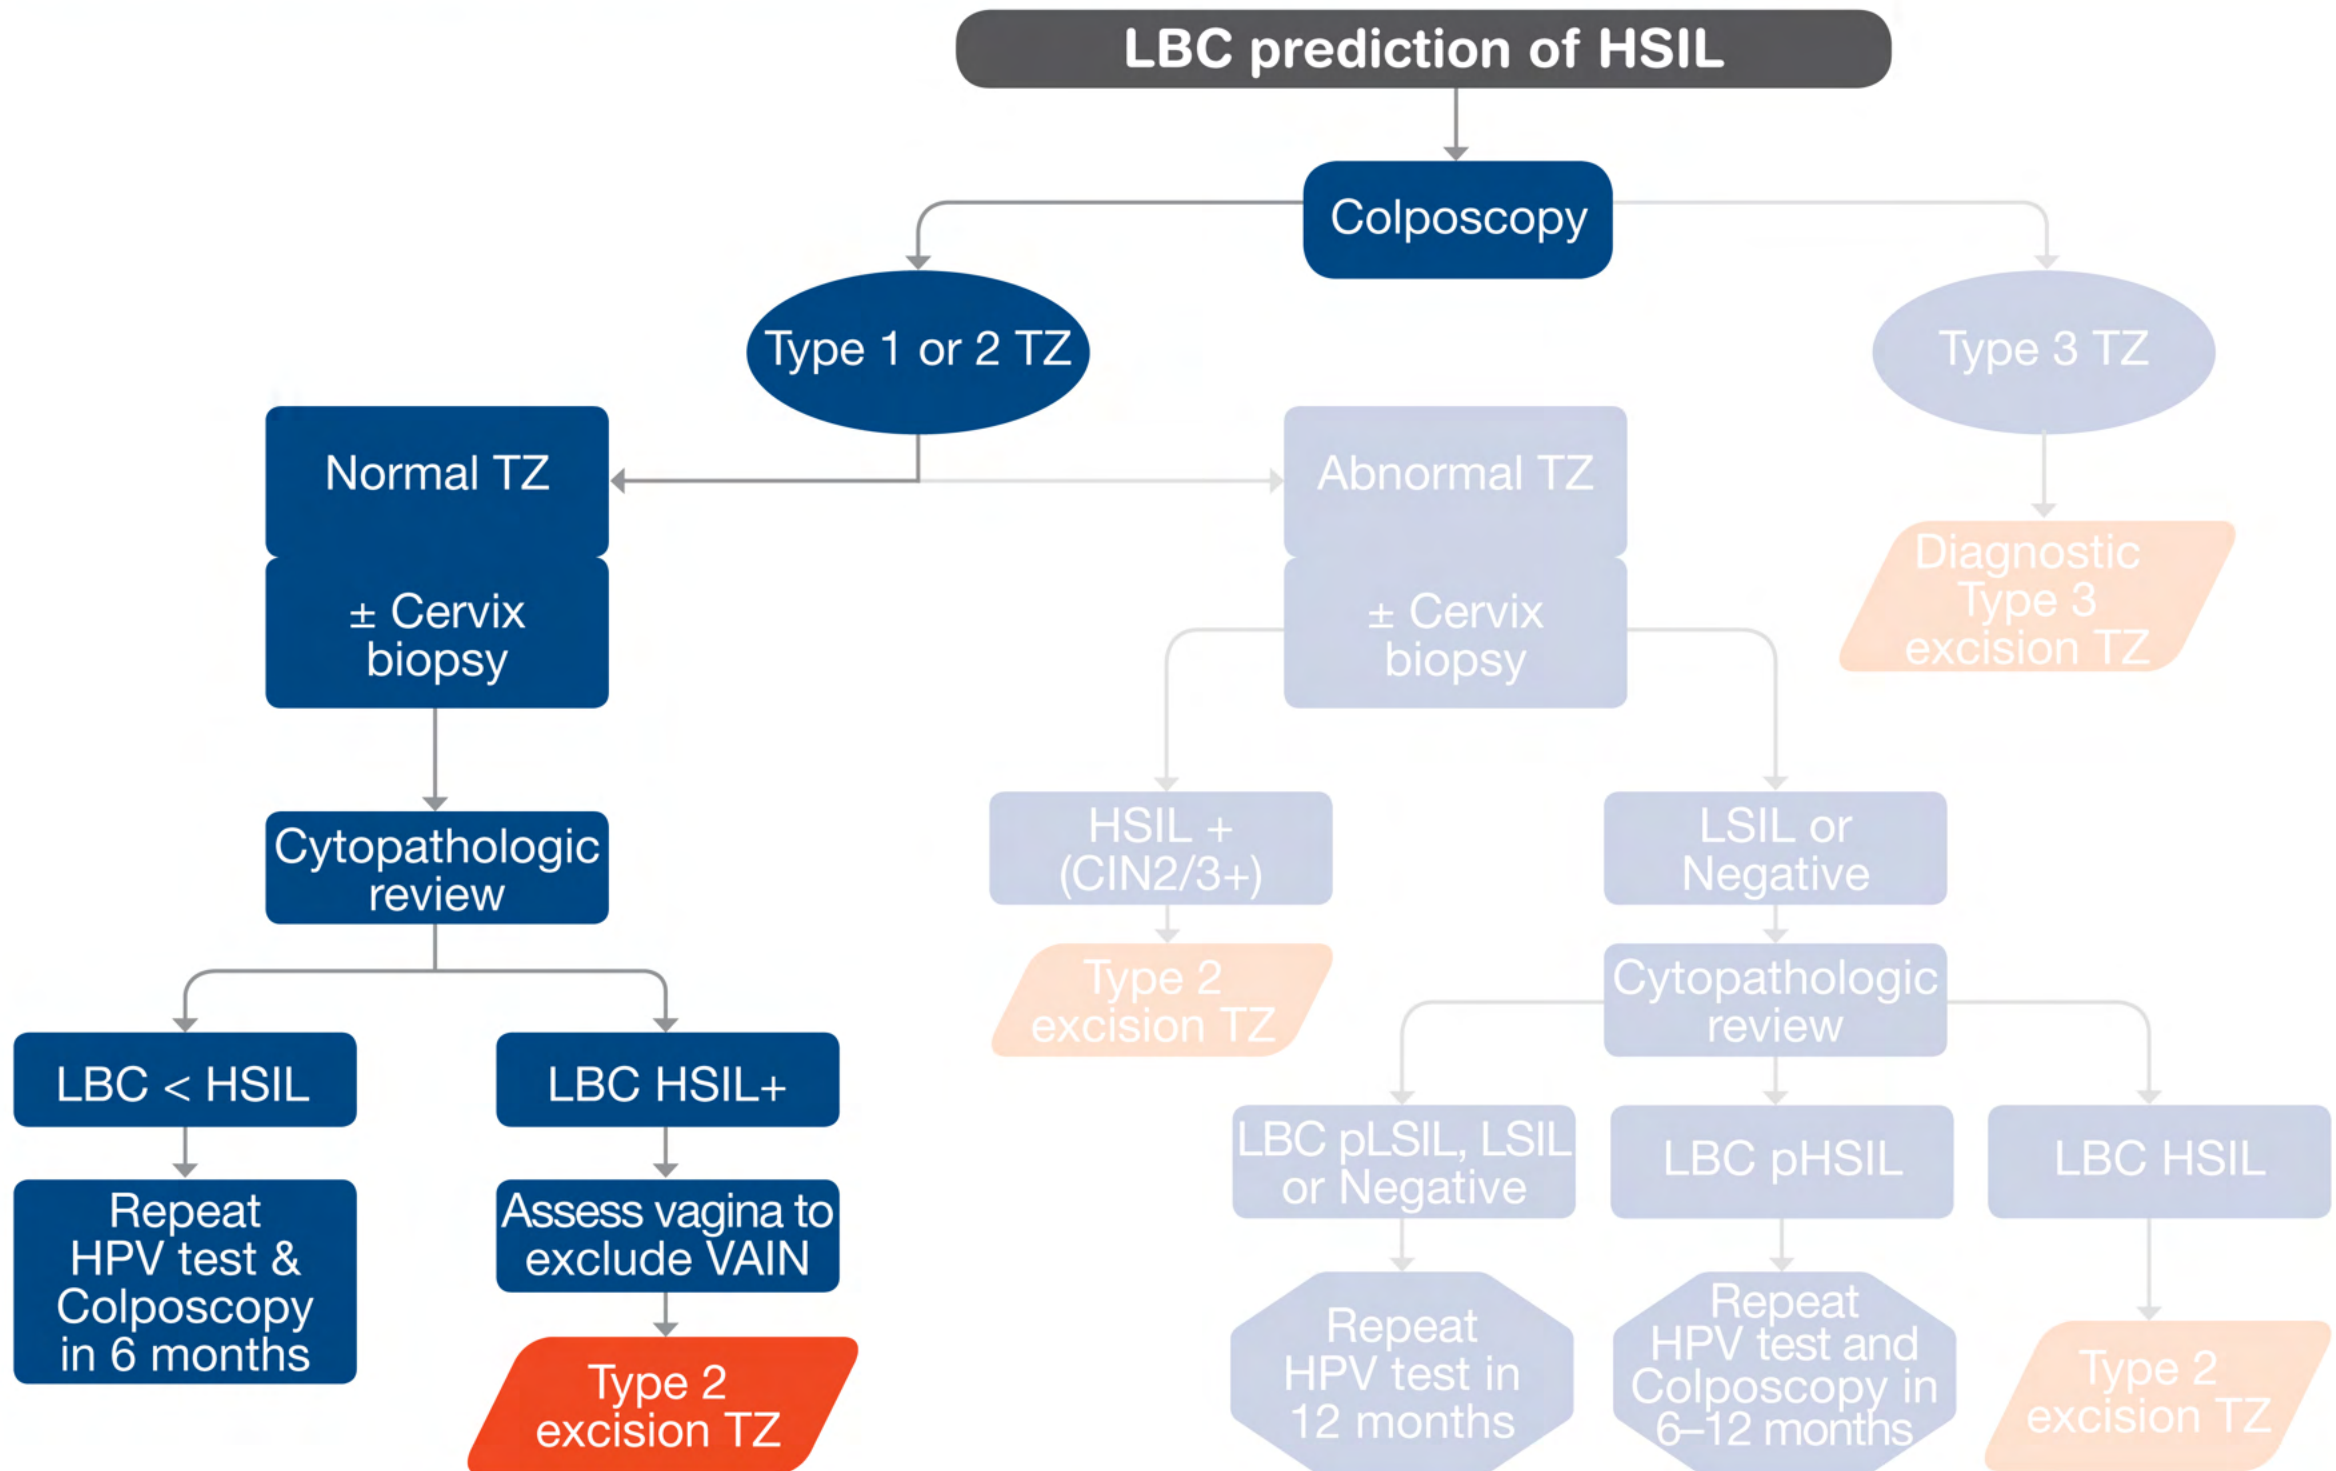 LBC prediction of HSIL
Colposcopy
Type 1 or 2 TZ
Type 3 TZ
Normal TZ
± Cervix
biopsy
Abnormal TZ
± Cervix
biopsy
Diagnostic
Type 3
excision TZ
Cytopathologic
review
HSIL +
(CIN2/3+)
LSIL or
Negative
Type 2
excision TZ
Cytopathologic
review
LBC < HSIL
LBC HSIL+
LBC pLSIL, LSIL
or Negative
LBC pHSIL
LBC HSIL
Repeat
HPV test &
Colposcopy
in 6 months
Assess vagina to
exclude VAIN
Type 2
excision TZ
Repeat
HPV test in
12 months
Repeat
HPV test and
Colposcopy in
6–12 months
Type 2
excision TZ